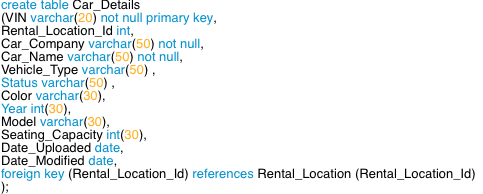 create table Car_Details
(VIN varchar(20) not null primary key,
Rental_Location_Id int,
Car_Company varchar(50) not null,
Car_Name varchar(50) not null,
Vehicle_Type varchar(50) ,
Status varchar(50) ,
Color varchar(30),
Year int(30),
Model varchar(30),
Seating_Capacity int(30),
Date_Uploaded date,
Date_Modified date,
foreign key (Rental_Location_Id) references Rental_Location (Rental_Location_Id)
);